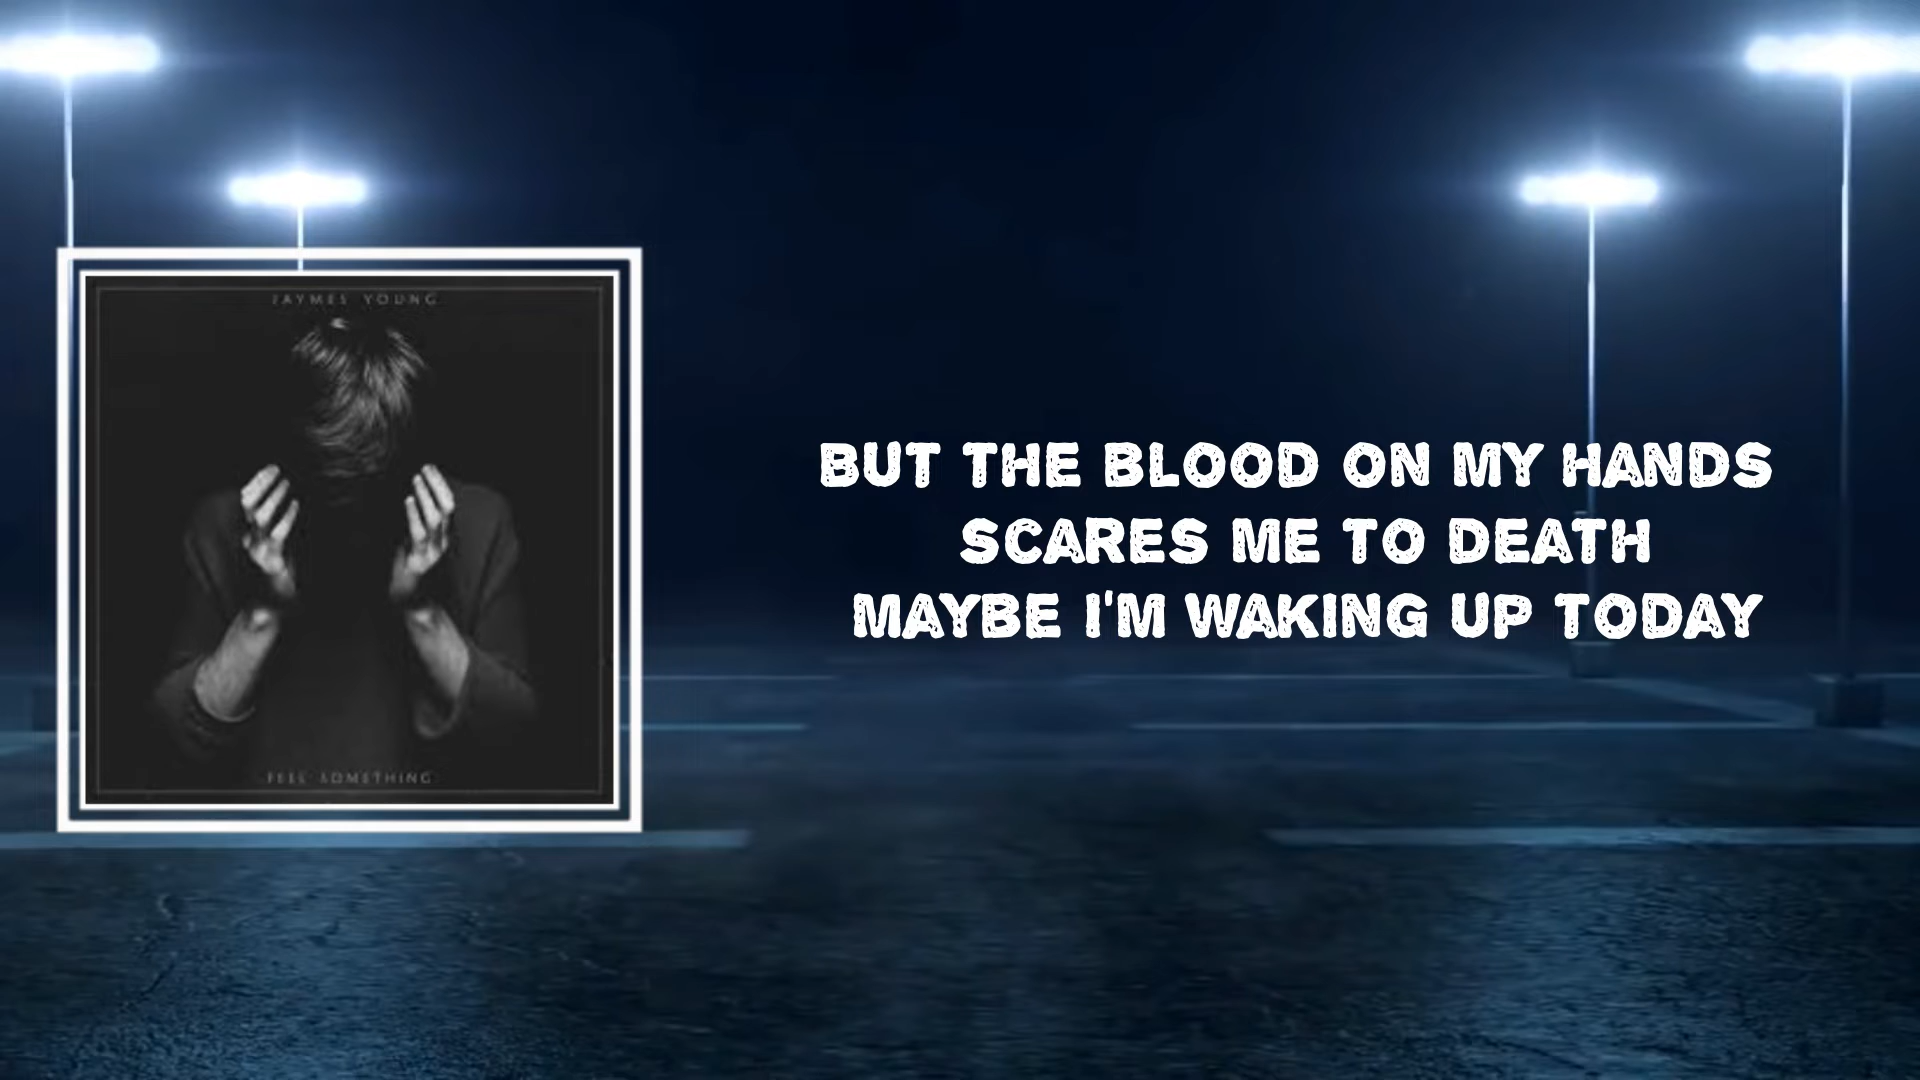 JAYMES YOUNG
FEEL SOMETHING
BUT THE BLOOD ON MY HANDS
SCARES ME TO DEATH
MAYBE I'M WAKING UP TODAY